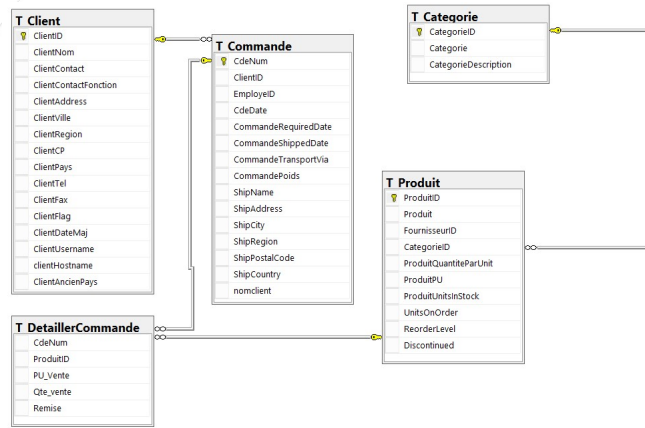 T Client
ClientID
ClientNom
ClientContact
ClientContactFonction
ClientAddress
ClientVille
ClientRegion
ClientCP
ClientPays
ClientTel
ClientFax
ClientFlag
ClientDateMaj
ClientUsername
clientHostname
ClientAncienPays
T Commande
CdeNum
ClientID
EmployeID
CdeDate
CommandeRequiredDate
CommandeShippedDate
CommandeTransportVia
CommandePoids
ShipName
ShipAddress
ShipCity
ShipRegion
ShipPostalCode
ShipCountry
nomclient
T Categorie
CategorieID
Categorie
CategorieDescription
T Produit
ProduitID
Produit
FournisseurID
CategorieID
ProduitQuantiteParUnit
ProduitPU
ProduitUnitsInStock
UnitsOnOrder
ReorderLevel
Discontinued
T DetaillerCommande
CdeNum
ProduitID
PU_Vente
Qte_vente
Remise